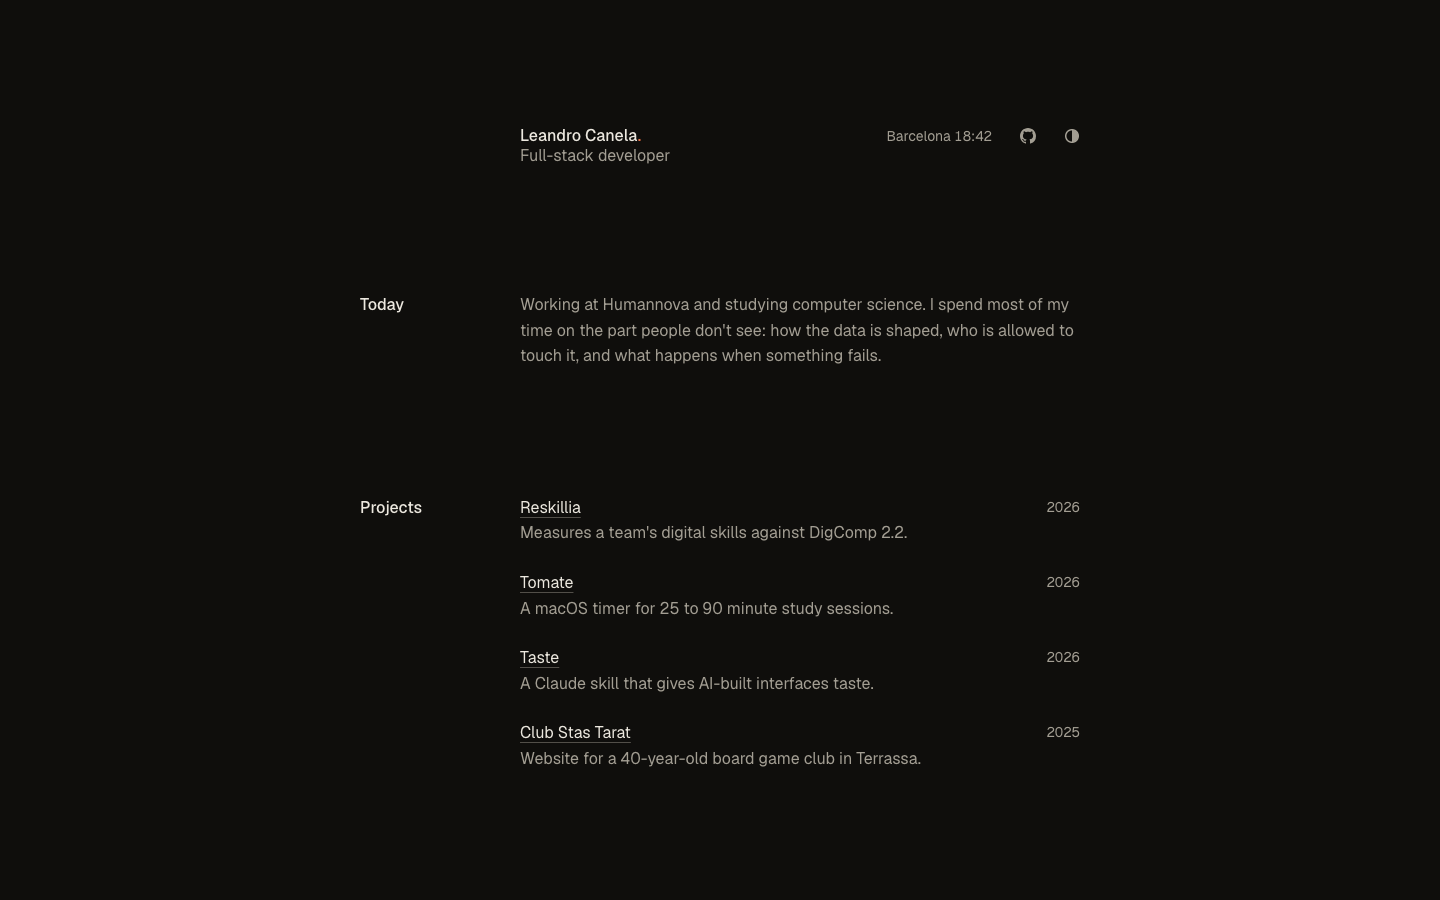 Leandro Canela.
Barcelona 18:42
Full-stack developer
Today
Working at Humannova and studying computer science. I spend most of my
time on the part people don't see: how the data is shaped, who is allowed to
touch it, and what happens when something fails.
Projects
Reskillia
2026
Measures a team's digital skills against DigComp 2.2.
Tomate
2026
A macOS timer for 25 to 90 minute study sessions.
Taste
2026
A Claude skill that gives AI-built interfaces taste.
Club Stas Tarat
2025
Website for a 40-year-old board game club in Terrassa.